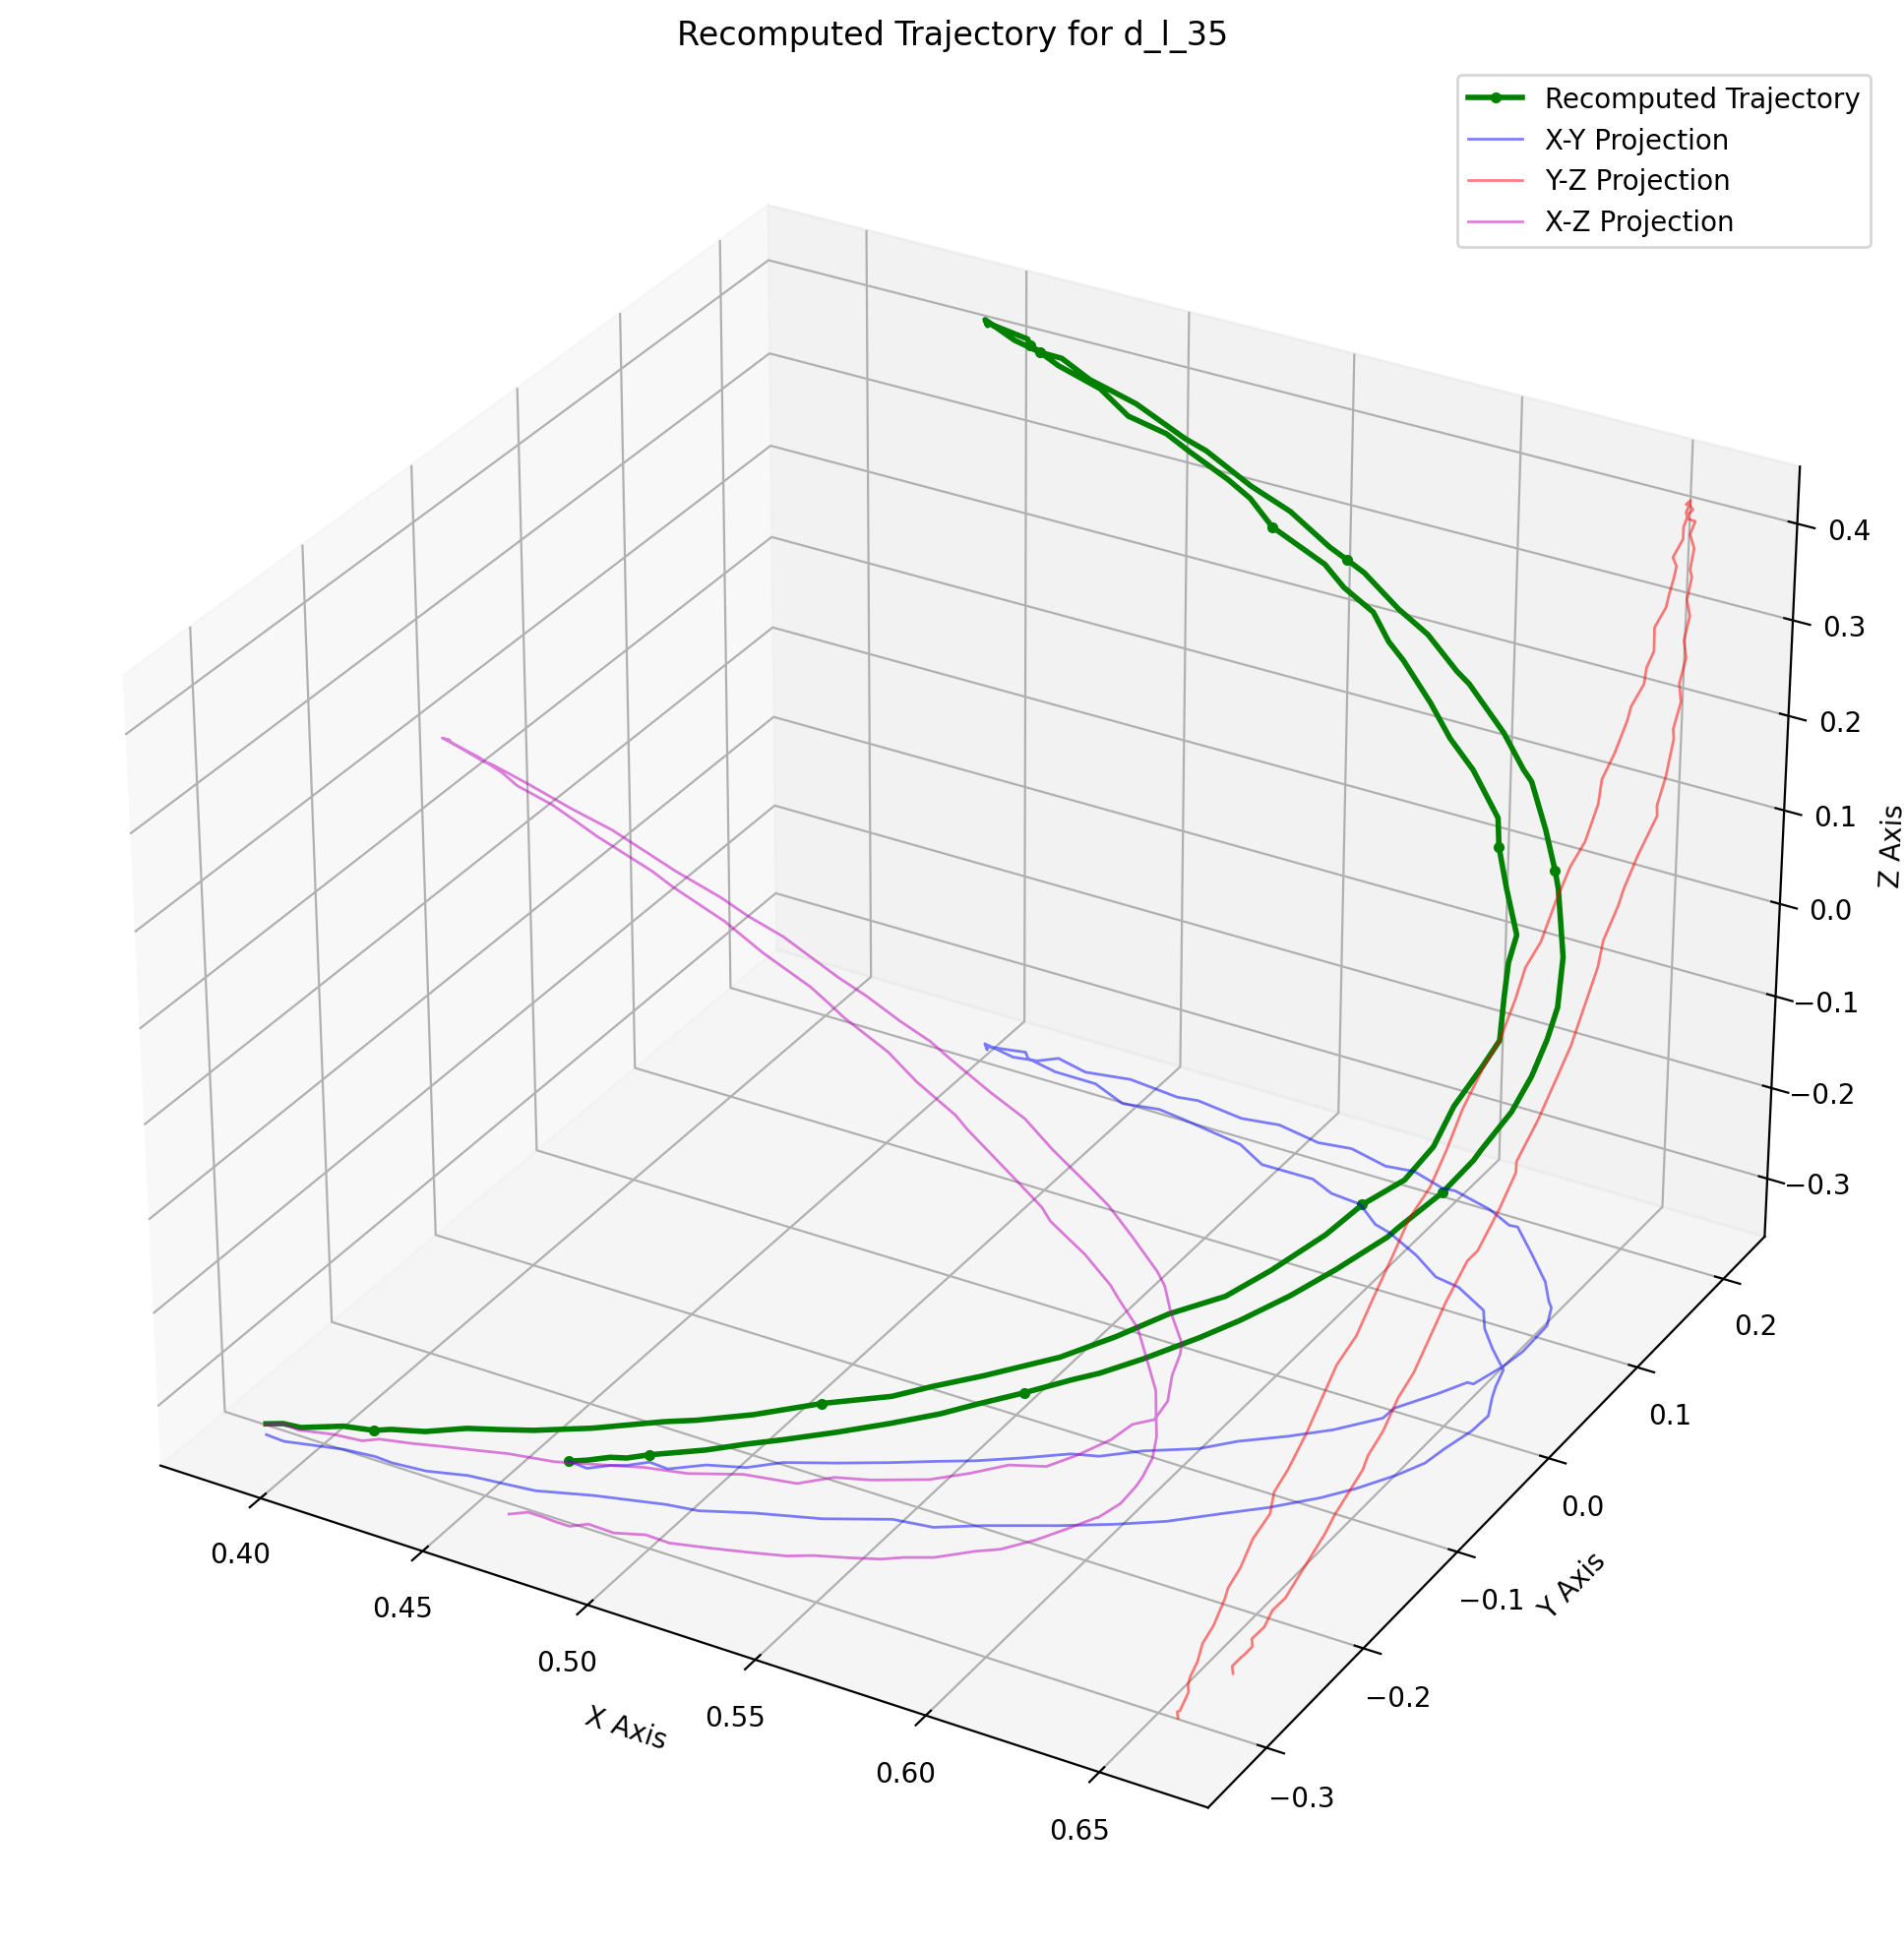 Recomputed Trajectory for d_l_35
Recomputed Trajectory
X-Y Projection
Y-Z Projection
X-Z Projection
0.4
0.3
0.2
0.1
0.0
−0.1
−0.2
−0.3
Z Axis
0.2
0.1
0.0
−0.1
−0.2
−0.3
Y Axis
0.40
0.45
0.50
0.55
0.60
0.65
X Axis